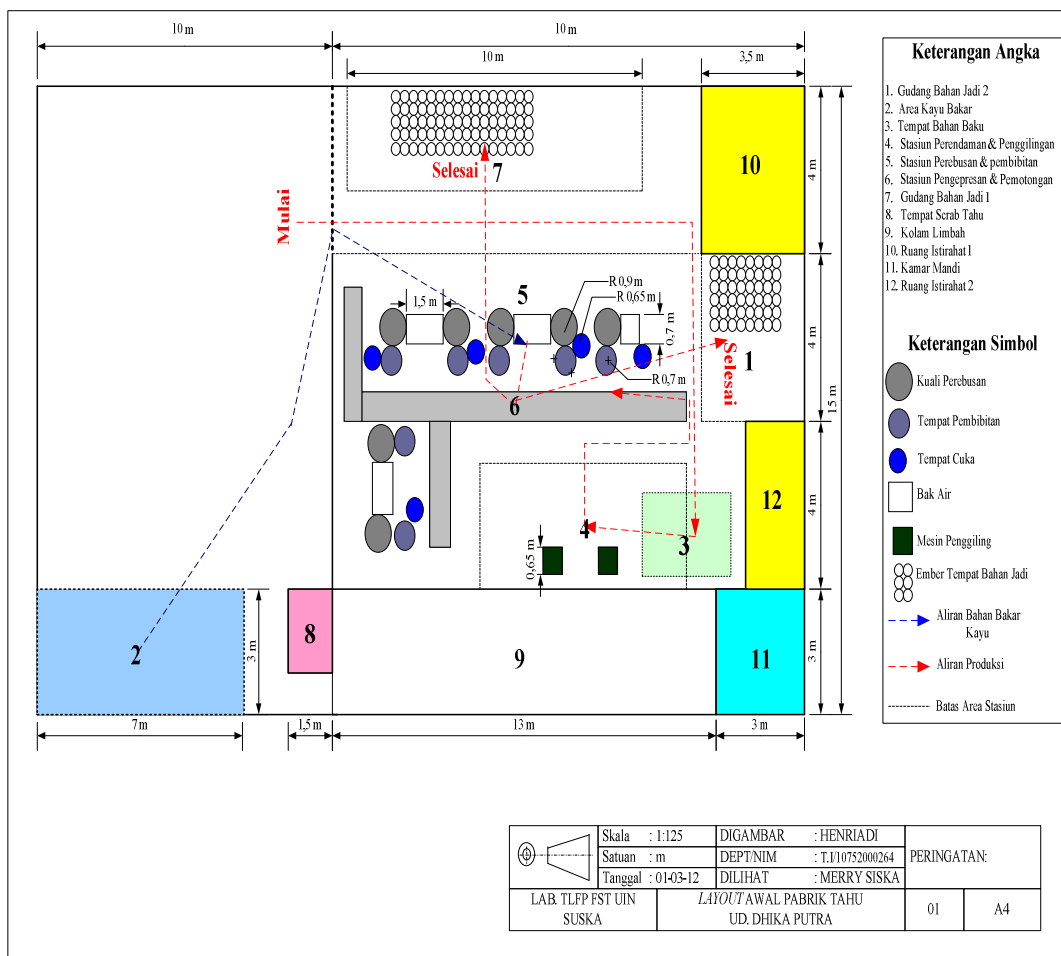 10 m
10 m
10 m
3,5 m
Selesai
7
10
4 m
Mulai
5
1,5 m
R 0,9 m
R 0,65 m
0,7 m
R 0,7 m
4 m
1
Selesai
15 m
6
12
4 m
4
3
0,65 m
2
3 m
8
9
11
3 m
7 m
1,5 m
13 m
3 m
Keterangan Angka
1. Gudang Bahan Jadi 2
2. Area Kayu Bakar
3. Tempat Bahan Baku
4. Stasiun Perendaman & Penggilingan
5. Stasiun Perebusan & pembibitan
6. Stasiun Pengepresan & Pemotongan
7. Gudang Bahan Jadi 1
8. Tempat Serab Tahu
9. Kolam Limbah
10. Ruang Istirahat 1
11. Kamar Mandi
12. Ruang Istirahat 2
Keterangan Simbol
Kuali Perebusan
Tempat Pembibitan
Tempat Cuka
Bak Air
Mesin Penggiling
Ember Tempat Bahan Jadi
Aliran Bahan Bakar
Kayu
Aliran Produksi
Batas Area Stasiun
Skala : 1:125
DIGAMBAR : HENRIADI
PERINGATAN:
Satuan : m
DEPT/NIM : T.I/10752000264
Tanggal : 01-03-12
DILIHAT : MERRY SISKA
LAB. TLFP FST UIN
SUSKA
LAYOUT AWAL PABRIK TAHU
UD. DHIKA PUTRA
01
A4